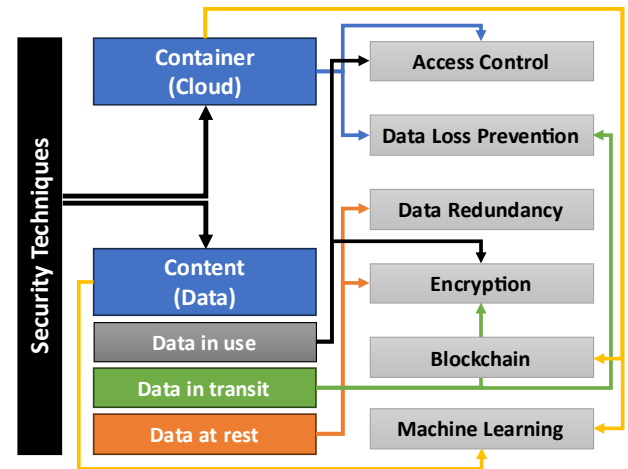 Security Techniques
Container
(Cloud)
Content
(Data)
Data in use
Data in transit
Data at rest
Access Control
Data Loss Prevention
Data Redundancy
Encryption
Blockchain
Machine Learning